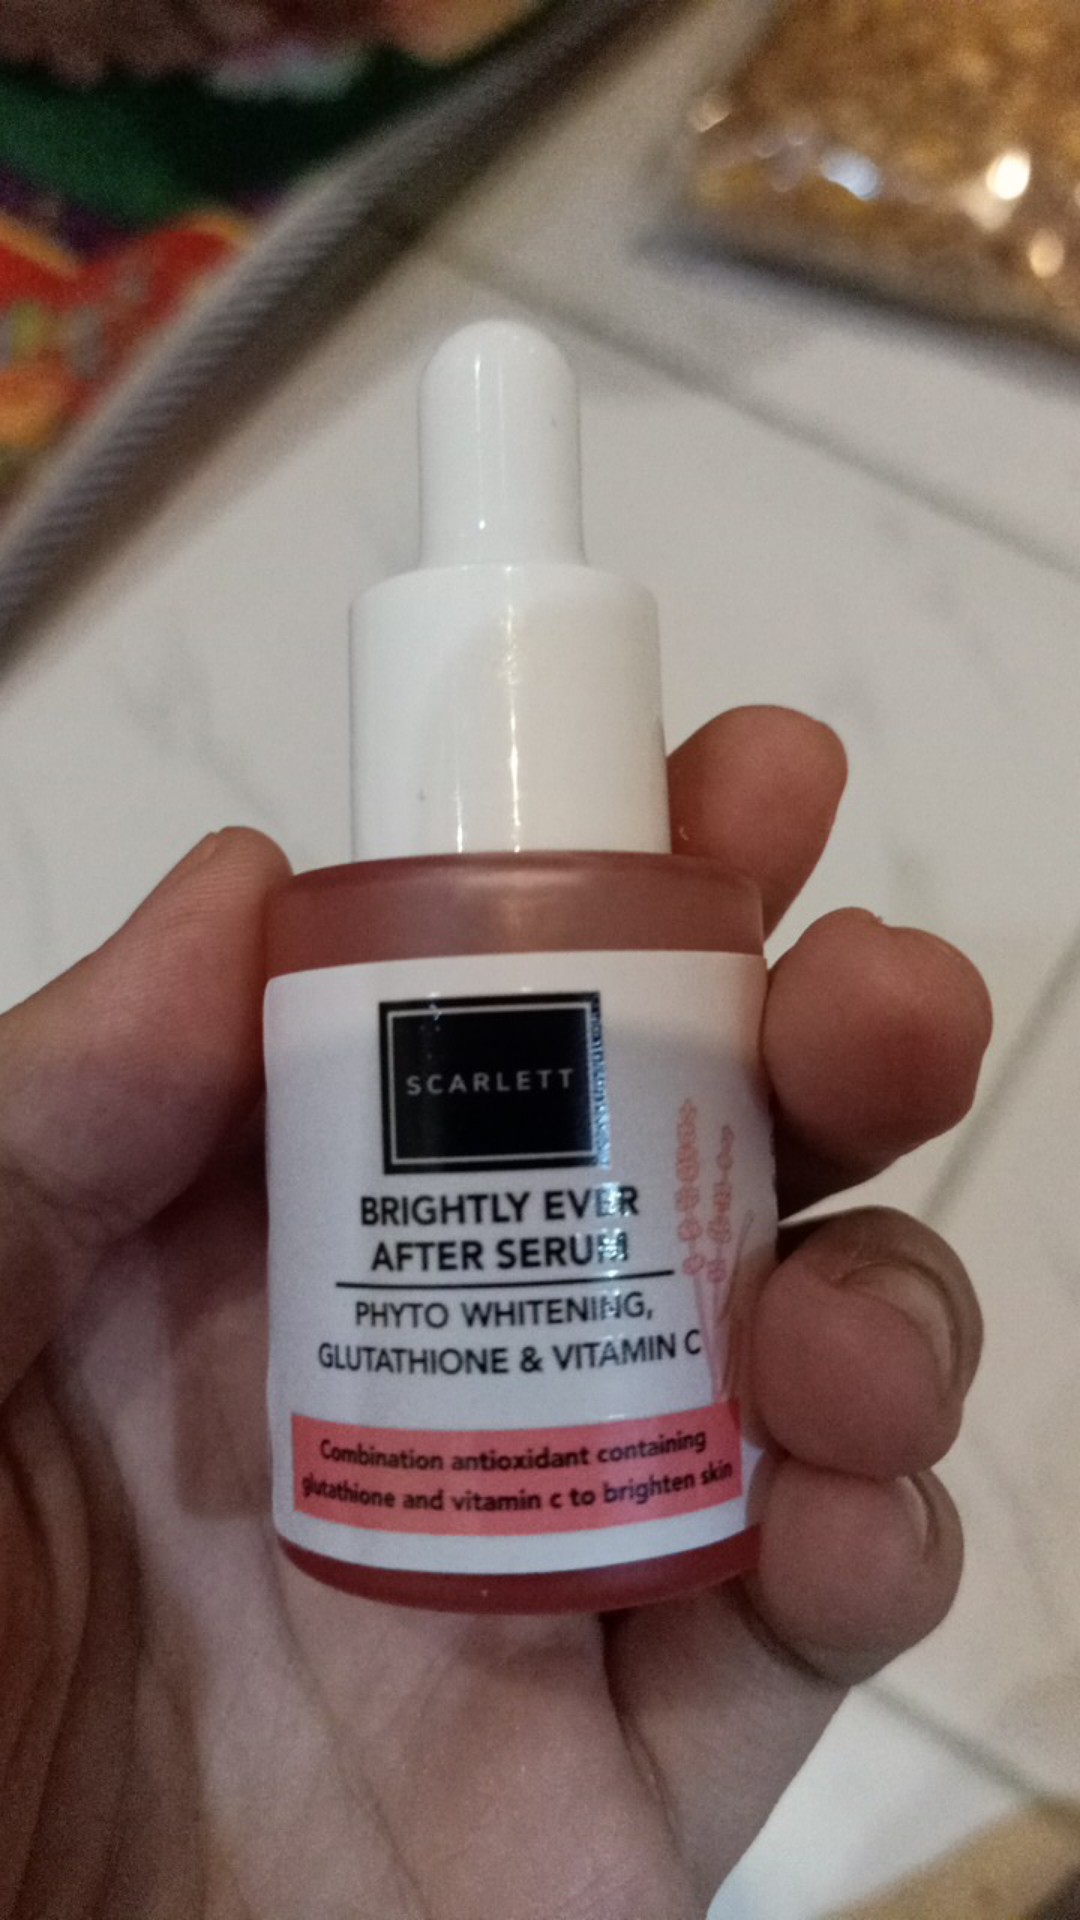 SCARLETT
BRIGHTLY EVER
AFTER SERUM
PHYTO WHITENING,
GLUTATHIONE & VITAMIN C
Combination antioxidant containing
glutathione and vitamin c to brighten skin